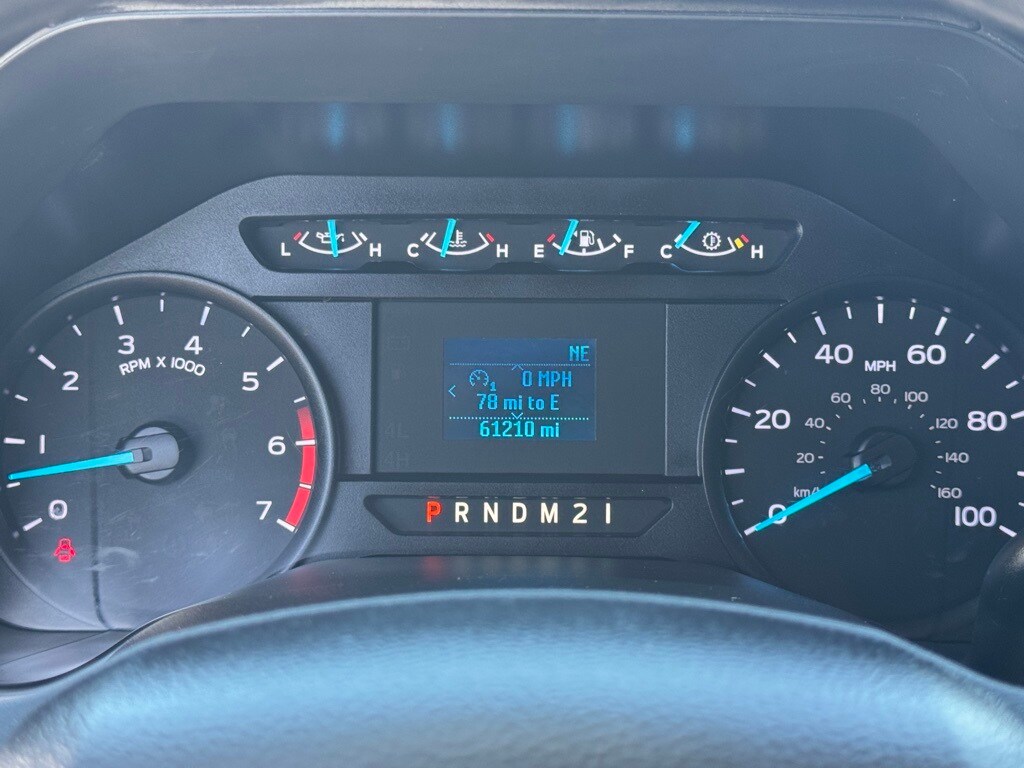 L H C H E F C H
NE
0 MPH
1
78 mi to E
61210 mi
P R N D M 2 1
0 1 2 3 4 5 6 7
RPM X 1000
0 20 40 60 80 100
MPH
20 40 60 80 100 120 140 160